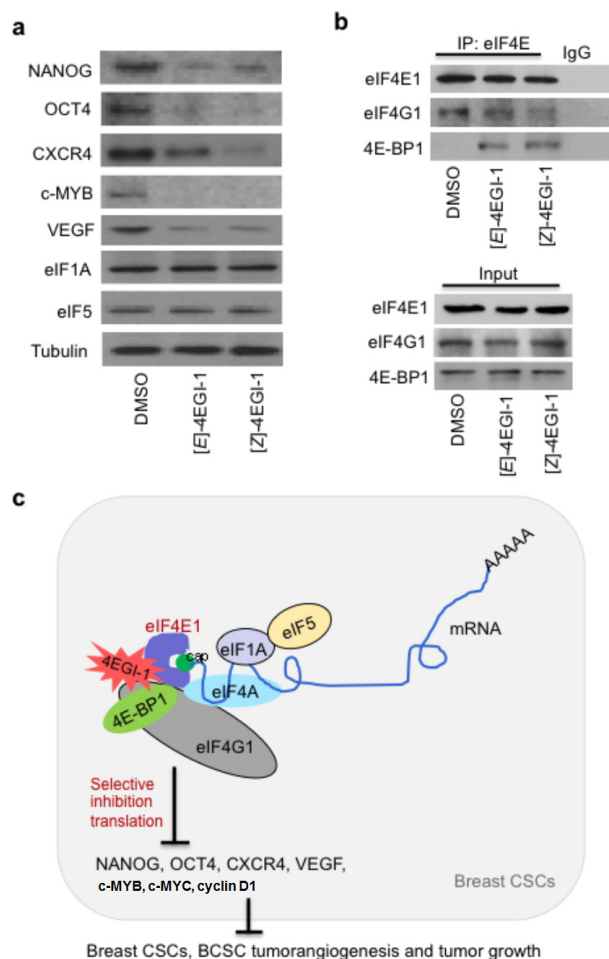 a
NANOG
OCT4
CXCR4
c-MYB
VEGF
eIF1A
eIF5
Tubulin
DMSO
[E]-4EGI-1
[Z]-4EGI-1
b
IP: eIF4E
IgG
eIF4E1
eIF4G1
4E-BP1
DMSO
[E]-4EGI-1
[Z]-4EGI-1
Input
eIF4E1
eIF4G1
4E-BP1
DMSO
[E]-4EGI-1
[Z]-4EGI-1
c
AAAAA
mRNA
eIF4E1
cap
eIF1A
eIF5
4EGI-1
4E-BP1
eIF4A
eIF4G1
Selective
inhibition
translation
NANOG, OCT4, CXCR4, VEGF,
c-MYB, c-MYC, cyclin D1
Breast CSCs
Breast CSCs, BCSC tumorangiogenesis and tumor growth